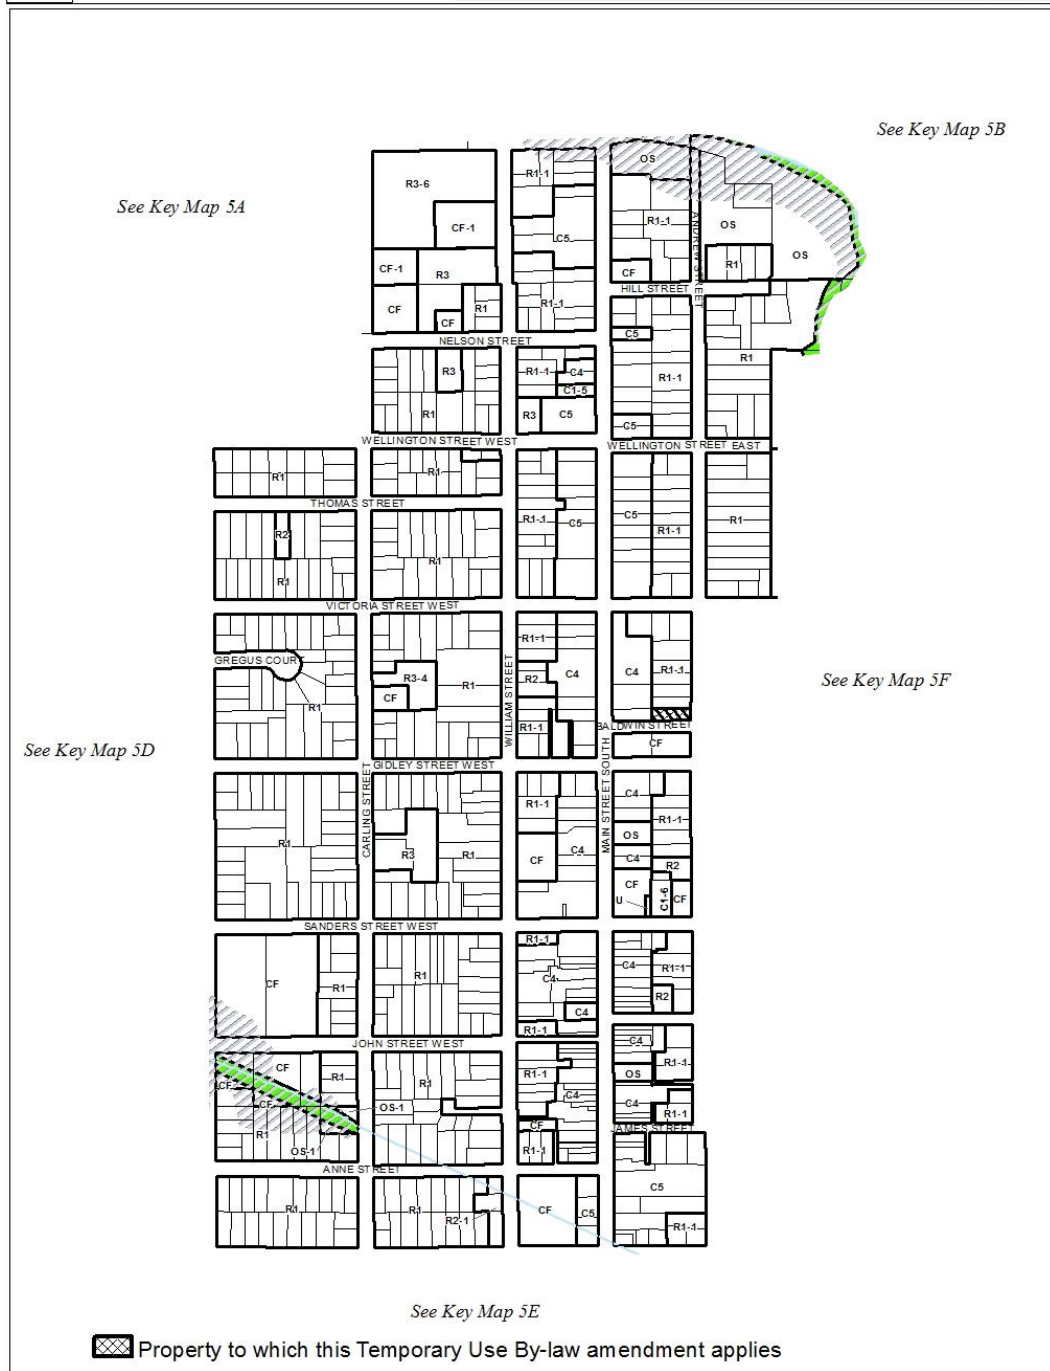 See Key Map 5B
OS
R1-1
R3-6
See Key Map 5A
R1-1
CF-1
OS
ANDREW STREET
C5
OS
CF-1
R3
R1
CF
HILL STREET
CF
R1-1
R1
CF
C5
NELSON STREET
R1
R3
R1-1
C4
R1-1
C1-5
R1
R3
C5
C5
WELLINGTON STREET WEST
WELLINGTON STREET EAST
R1
R1
THOMAS STREET
R1-1
C5
C5
R1-1
R1
R2
R1
R1
VICTORIA STREET WEST
R1-1
GREGUS COURT
R3-4
R1
WILLIAM STREET
R2
C4
C4
R1-1
See Key Map 5F
CF
R1
R1-1
BALDWIN STREET
CF
See Key Map 5D
GIDLEY STREET WEST
CARLING STREET
MAIN STREET SOUTH
C4
R1-1
R1-1
OS
R1
R3
R1
CF
C4
C4
R2
CF
U
C1-6
CF
SANDERS STREET WEST
R1-1
C4
R1-1
R1
C4
CF
R1
R2
C4
R1-1
JOHN STREET WEST
C4
CF
R1
R1-1
R1-1
OS
CF
R1
C4
CF
OS-1
C4
R1-1
R1
OS-1
CF
JAMES STREET
R1-1
ANNE STREET
C5
R1
R1
R2-1
CF
C5
R1-1
See Key Map 5E
Property to which this Temporary Use By-law amendment applies